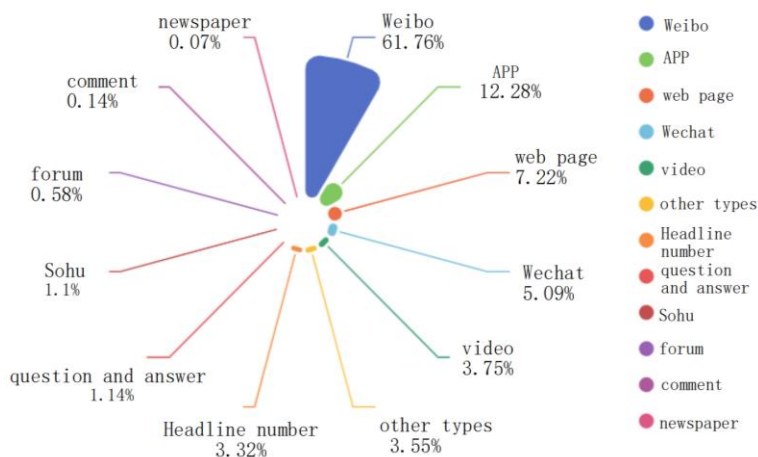 newspaper
0.07%
Weibo
61.76%
comment
0.14%
APP
12.28%
forum
0.58%
web page
7.22%
Sohu
1.1%
Wechat
5.09%
question and answer
1.14%
video
3.75%
Headline number
3.32%
other types
3.55%
Weibo
APP
web page
Wechat
video
other types
Headline
number
question
and answer
Sohu
forum
comment
newspaper